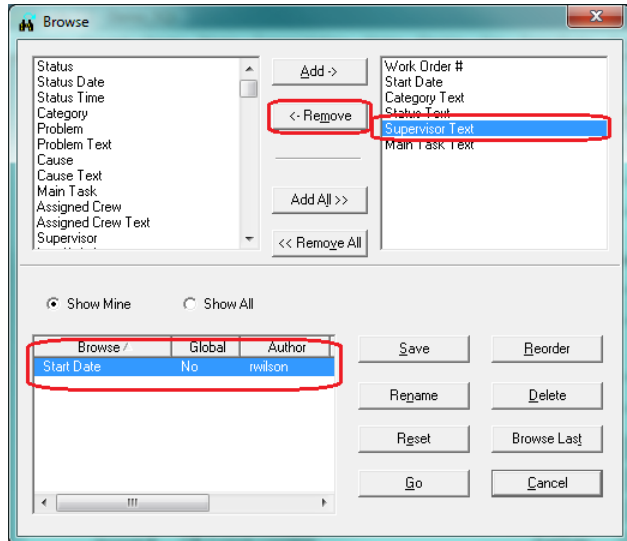 Browse
Status
Status Date
Status Time
Category
Problem
Problem Text
Cause
Cause Text
Main Task
Assigned Crew
Assigned Crew Text
Supervisor
Add ->
<- Remove
Add All >>
<< Remove All
Work Order #
Start Date
Category Text
Status Text
Supervisor Text
Main Task Text
Show Mine
Show All
Browse Global Author
Start Date No rwilson
Save
Reorder
Rename
Delete
Reset
Browse Last
Go
Cancel